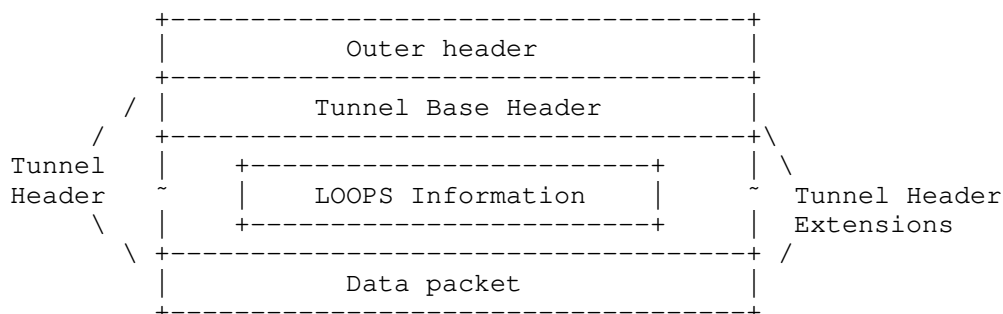 Outer header
Tunnel Base Header
Tunnel
Header
LOOPS Information
Tunnel Header
Extensions
Data packet